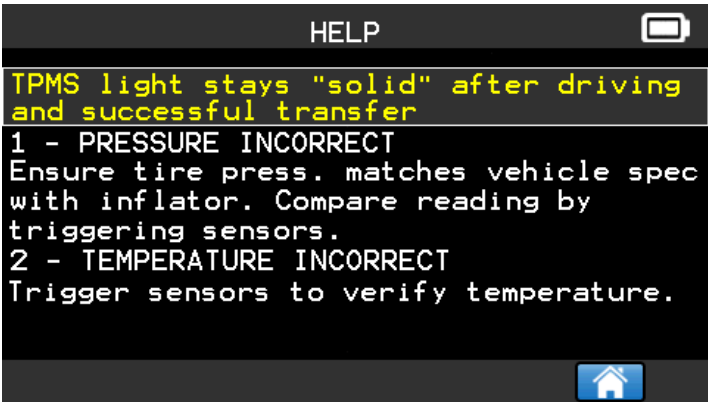 HELP
TPMS light stays "solid" after driving
and successful transfer
1 - PRESSURE INCORRECT
Ensure tire press. matches vehicle spec
with inflator. Compare reading by
triggering sensors.
2 - TEMPERATURE INCORRECT
Trigger sensors to verify temperature.